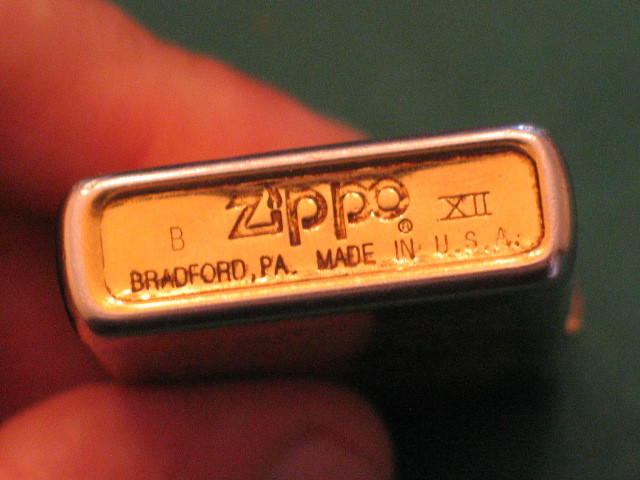 B Zippo ® XII
BRADFORD, PA. MADE IN U.S.A.